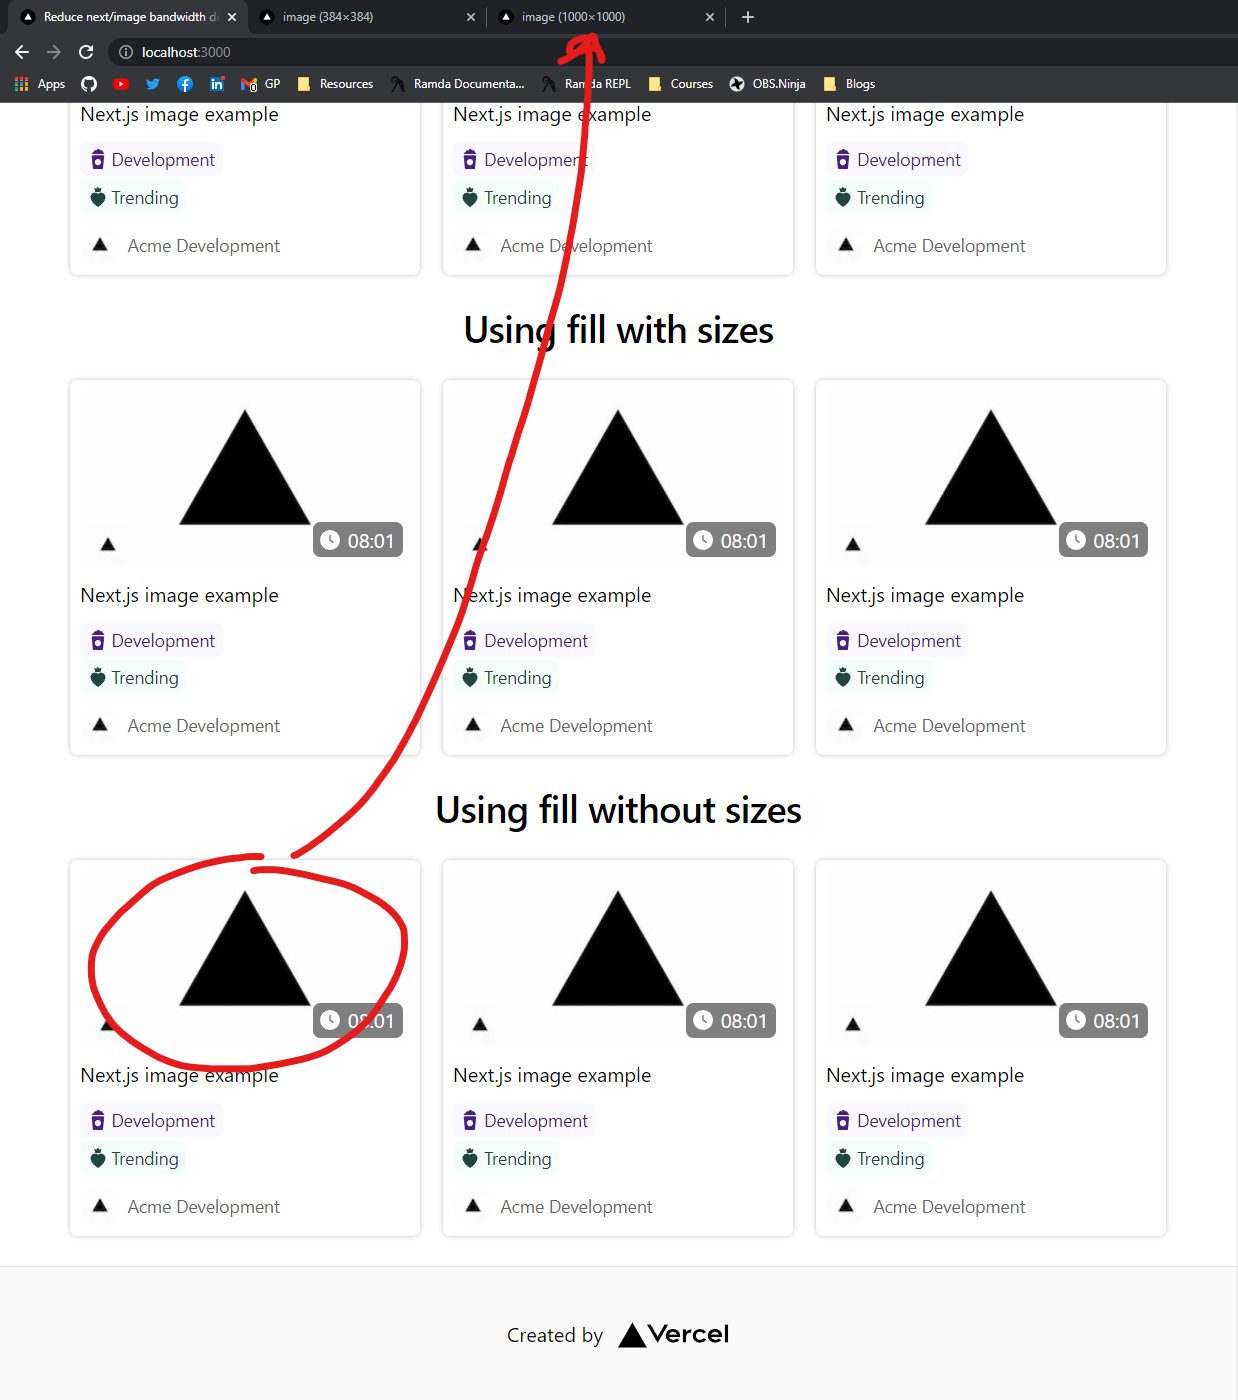 Reduce next/image bandwidth d
image (384×384)
image (1000×1000)
localhost:3000
Apps
GP
Resources
Ramda Documenta...
Ramda REPL
Courses
OBS.Ninja
Blogs
Next.js image example Next.js image example Next.js image example
Development Development Development
Trending Trending Trending
Acme Development Acme Development Acme Development
Using fill with sizes
08:01 08:01 08:01
Next.js image example Next.js image example Next.js image example
Development Development Development
Trending Trending Trending
Acme Development Acme Development Acme Development
Using fill without sizes
08:01 08:01 08:01
Next.js image example Next.js image example Next.js image example
Development Development Development
Trending Trending Trending
Acme Development Acme Development Acme Development
Created by Vercel